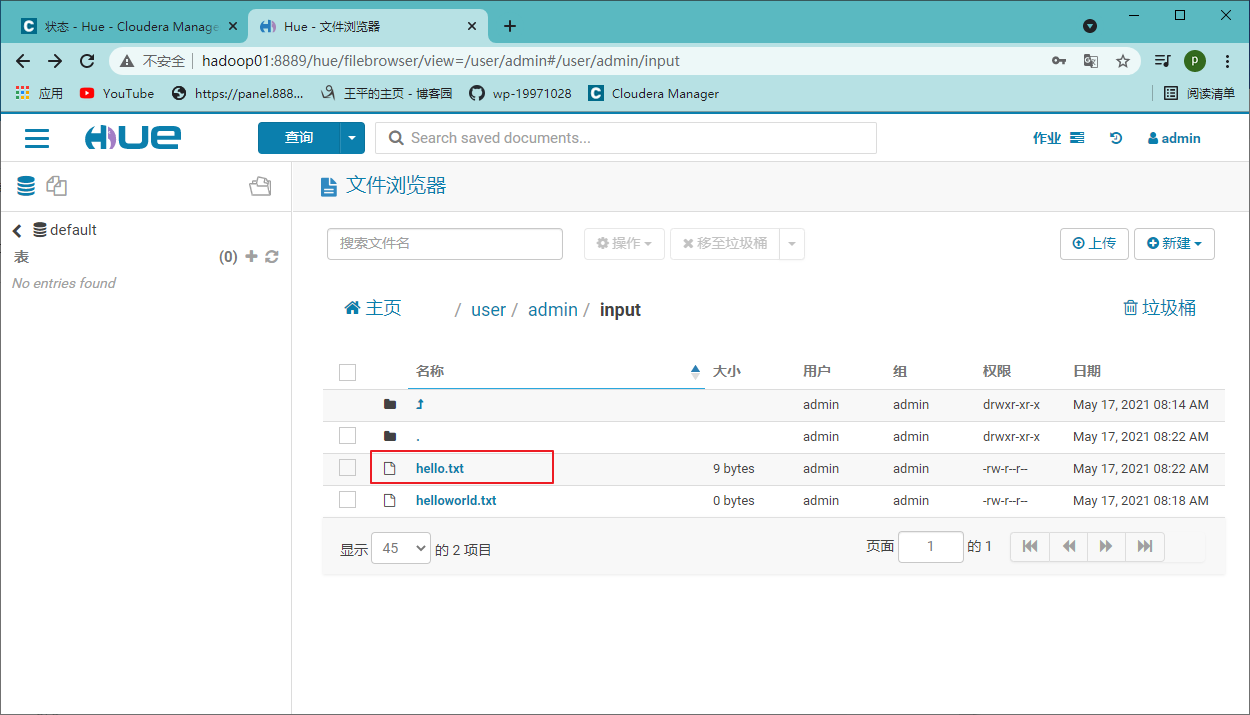 状态 - Hue - Cloudera Manage
Hue - 文件浏览器
不安全 hadoop01:8889/hue/filebrowser/view=/user/admin#/user/admin/input
P
应用 YouTube https://panel.888... 王平的主页 - 博客园 wp-19971028 Cloudera Manager 阅读清单
HUE 查询 Search saved documents... 作业 admin
文件浏览器
default
表 (0)
No entries found
搜索文件名 操作 移至垃圾桶 上传 新建
主页 / user / admin / input 垃圾桶
名称 大小 用户 组 权限 日期
admin admin drwxr-xr-x May 17, 2021 08:14 AM
. admin admin drwxr-xr-x May 17, 2021 08:22 AM
hello.txt 9 bytes admin admin -rw-r--r-- May 17, 2021 08:22 AM
helloworld.txt 0 bytes admin admin -rw-r--r-- May 17, 2021 08:18 AM
显示 45 的 2 项目 页面 1 的 1